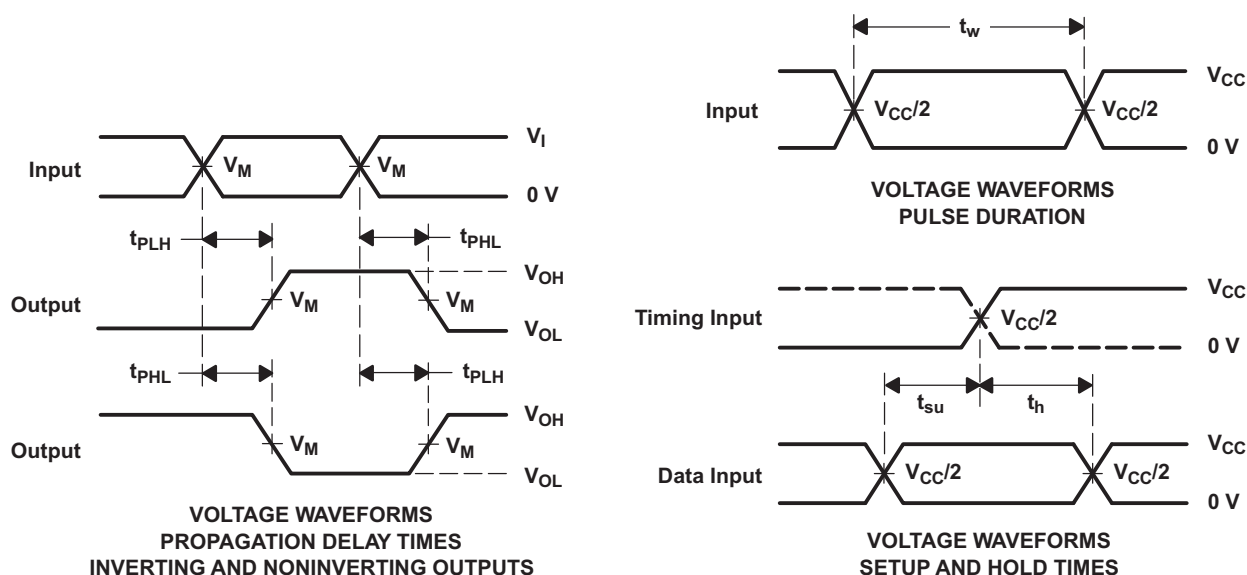 Input
V_M
V_M
V_I
0 V
t_PLH
t_PHL
Output
V_M
V_M
V_OH
V_OL
t_PHL
t_PLH
Output
V_M
V_M
V_OH
V_OL
VOLTAGE WAVEFORMS
PROPAGATION DELAY TIMES
INVERTING AND NONINVERTING OUTPUTS
t_w
Input
V_CC/2
V_CC/2
V_CC
0 V
VOLTAGE WAVEFORMS
PULSE DURATION
Timing Input
V_CC/2
V_CC
0 V
t_su
t_h
Data Input
V_CC/2
V_CC/2
V_CC
0 V
VOLTAGE WAVEFORMS
SETUP AND HOLD TIMES